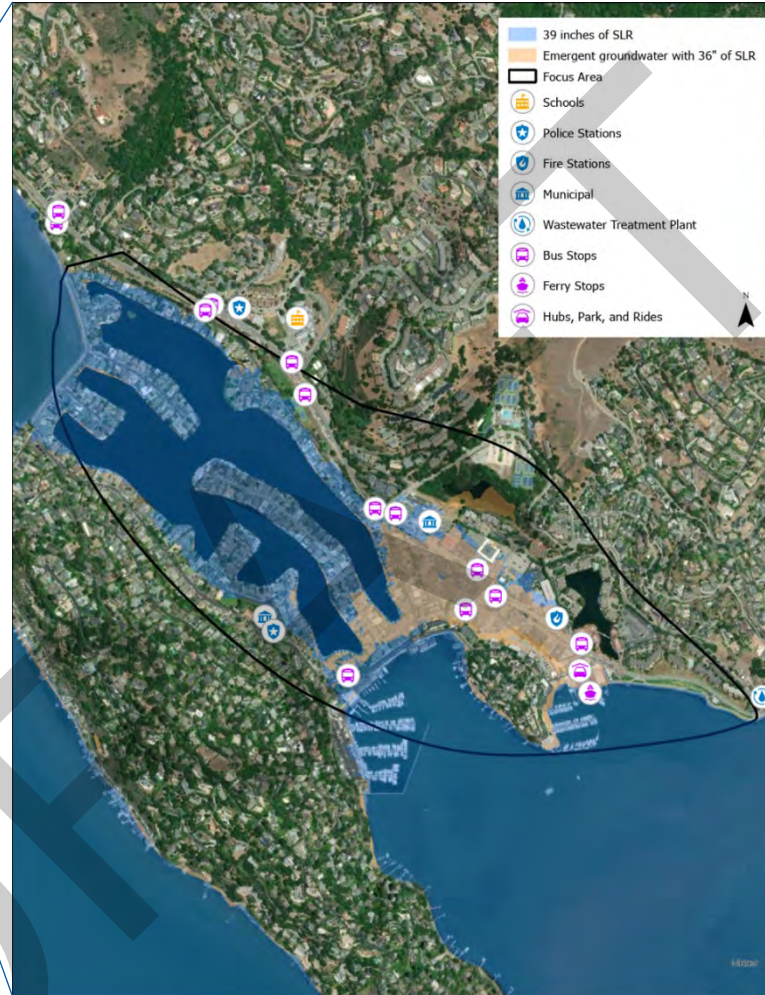 39 inches of SLR
Emergent groundwater with 36" of SLR
Focus Area
Schools
Police Stations
Fire Stations
Municipal
Wastewater Treatment Plant
Bus Stops
Ferry Stops
Hubs, Park, and Rides
N